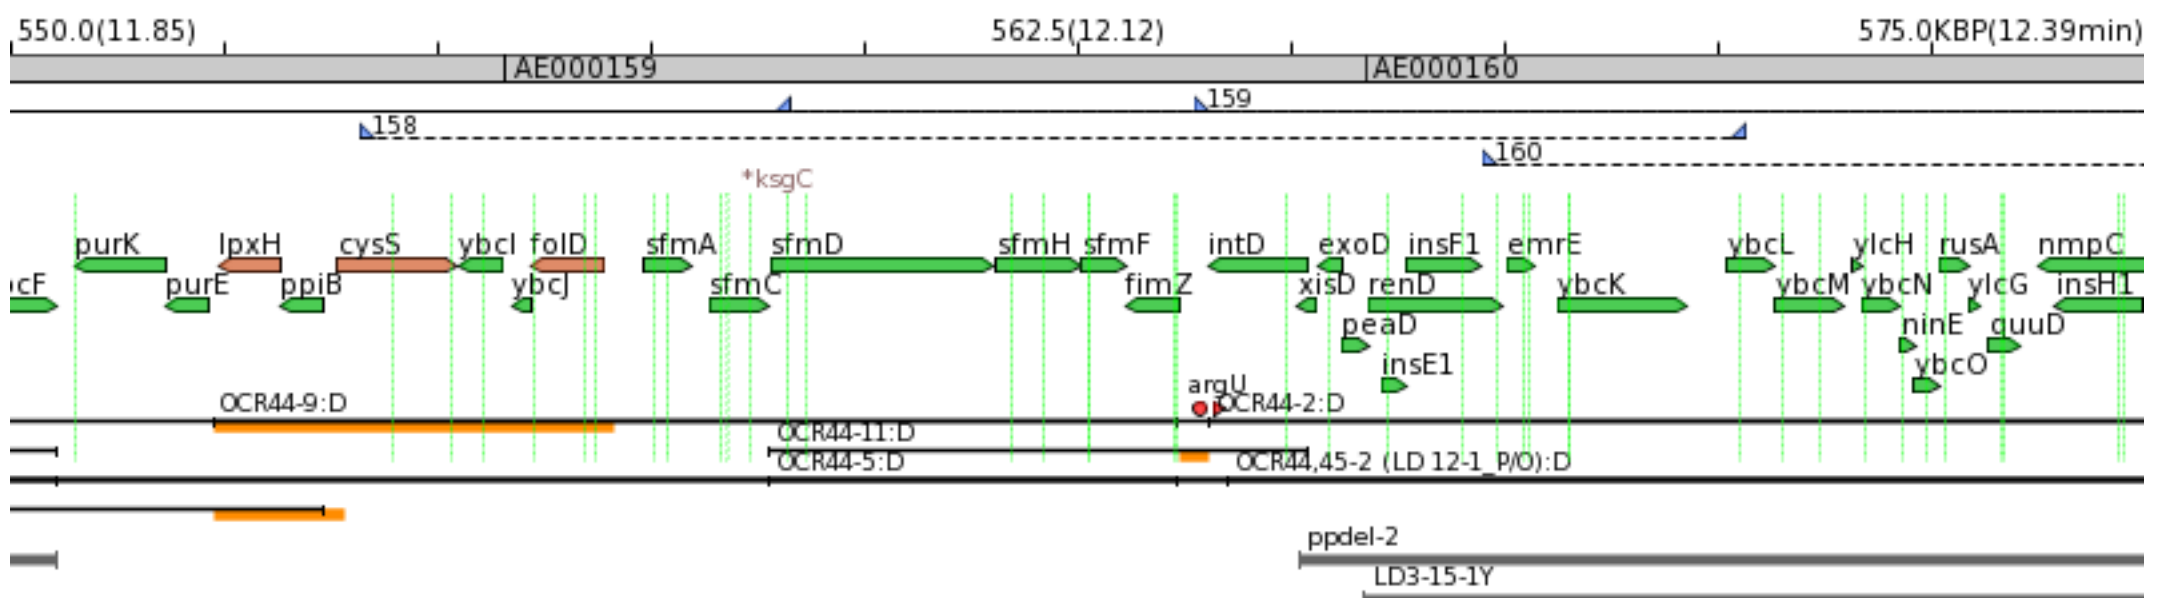 550.0(11.85) 562.5(12.12) 575.0KBP(12.39min)
AE000159 AE000160
159
158
160
*ksgC
purK lpxH cysS ybcI folD sfmA sfmD sfmH sfmF intD exoD insF1 emrE ybcL ylcH rusA nmpC
cF purE ppiB ybcJ sfmC fimZ xisD renD ybcK ybcM ybcN ylcG insH1
peaD ninE quuD
insE1 ybcO
argU
OCR44-9:D OCR44-2:D
OCR44-11:D
OCR44-5:D OCR44,45-2 (LD 12-1_P/O):D
ppdel-2
LD3-15-1Y